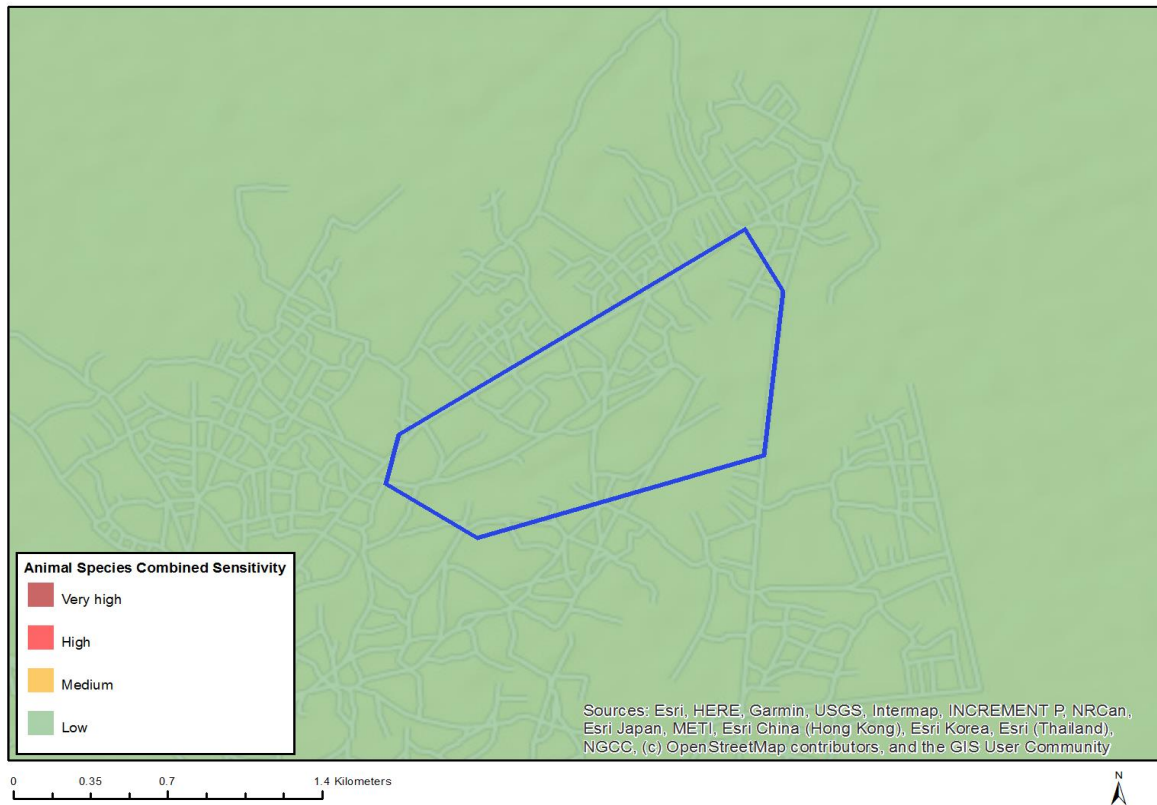 Animal Species Combined Sensitivity
Very high
High
Medium
Low
Sources: Esri, HERE, Garmin, USGS, Intermap, INCREMENT P, NRCan,
Esri Japan, METI, Esri China (Hong Kong), Esri Korea, Esri (Thailand),
NGCC, (c) OpenStreetMap contributors, and the GIS User Community
0 0.35 0.7 1.4 Kilometers
N